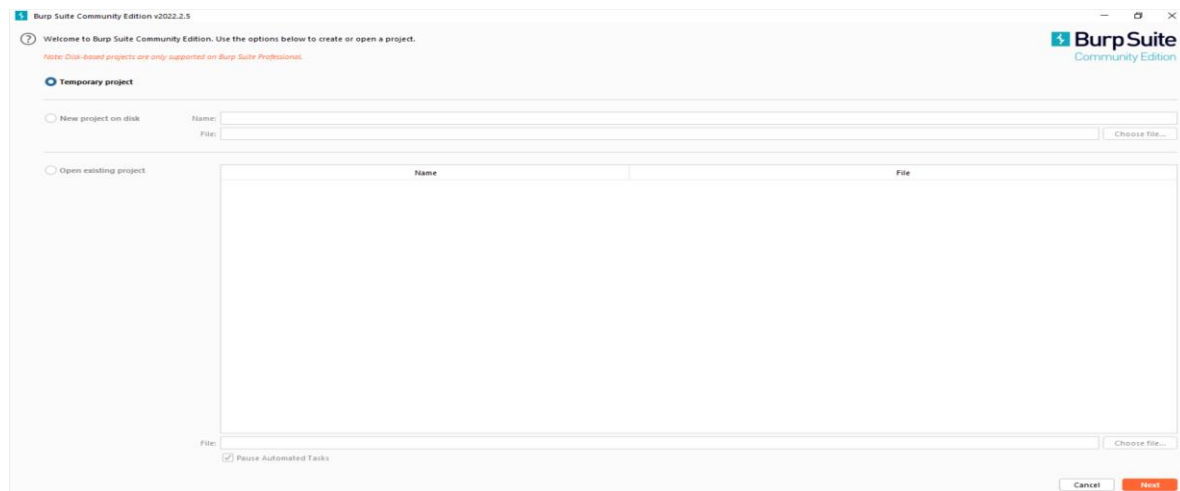 Burp Suite Community Edition v2022.2.5
Welcome to Burp Suite Community Edition. Use the options below to create or open a project.
Note: Disk-based projects are only supported on Burp Suite Professional.
Burp Suite
Community Edition
Temporary project
New project on disk
Name:
File:
Choose file...
Open existing project
Name
File
File:
Choose file...
Pause Automated Tasks
Cancel
Next